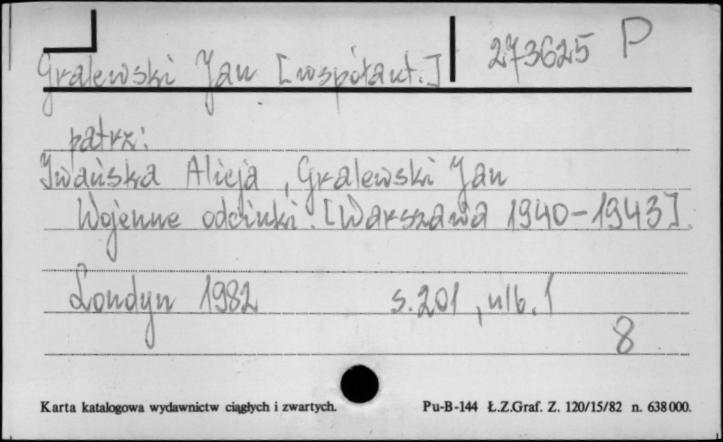 Gralewski Jan [współaut.] 273625 P
patrz:
Iwańska Alicja, Gralewski Jan
Wojenne odcinki. [Warszawa 1940-1943].
Londyn 1982 s. 201, nlb. 1
8
Karta katalogowa wydawnictw ciągłych i zwartych. Pu-B-144 Ł.Z.Graf. Z. 120/15/82 n. 638000.